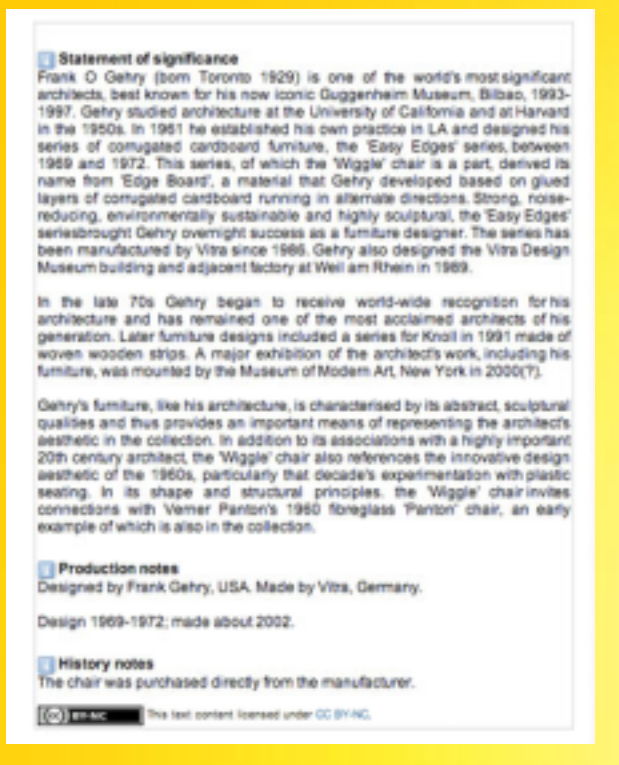 Statement of significance
Frank O Gehry (born Toronto 1929) is one of the world's most significant
architects, best known for his now iconic Guggenheim Museum, Bilbao, 1993-
1997. Gehry studied architecture at the University of California and at Harvard
in the 1950s. In 1961 he established his own practice in LA and designed his
series of corrugated cardboard furniture, the 'Easy Edges' series, between
1969 and 1972. This series, of which the 'Wiggle' chair is a part, derived its
name from 'Edge Board', a material that Gehry developed based on glued
layers of corrugated cardboard running in alternate directions. Strong, noise-
reducing, environmentally sustainable and highly sculptural, the 'Easy Edges'
seriesbrought Gehry overnight success as a furniture designer. The series has
been manufactured by Vitra since 1986. Gehry also designed the Vitra Design
Museum building and adjacent factory at Weil am Rhein in 1989.
In the late 70s Gehry began to receive world-wide recognition for his
architecture and has remained one of the most acclaimed architects of his
generation. Later furniture designs included a series for Knoll in 1991 made of
woven wooden strips. A major exhibition of the architect's work, including his
furniture, was mounted by the Museum of Modern Art, New York in 2000(?).
Gehry's furniture, like his architecture, is characterised by its abstract, sculptural
qualities and thus provides an important means of representing the architect's
aesthetic in the collection. In addition to its associations with a highly important
20th century architect, the 'Wiggle' chair also references the innovative design
aesthetic of the 1960s, particularly that decade's experimentation with plastic
seating. In its shape and structural principles. the 'Wiggle' chair invites
connections with Verner Panton's 1960 fibreglass 'Panton' chair, an early
example of which is also in the collection.
Production notes
Designed by Frank Gehry, USA. Made by Vitra, Germany.
Design 1969-1972; made about 2002.
History notes
The chair was purchased directly from the manufacturer.
(cc) BY-NC This text content licensed under CC BY-NC.